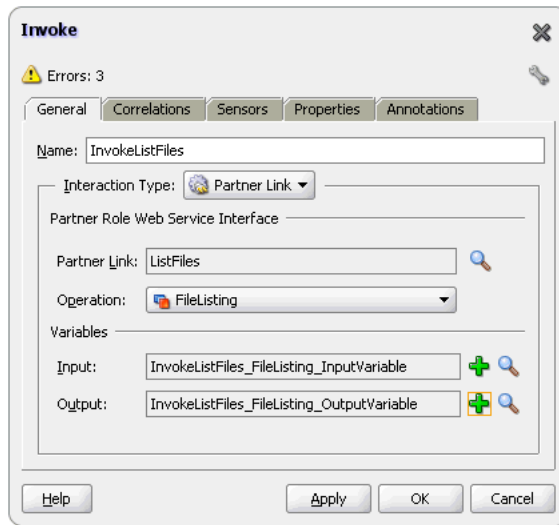 Invoke
Errors: 3
General Correlations Sensors Properties Annotations
Name: InvokeListFiles
Interaction Type: Partner Link
Partner Role Web Service Interface
Partner Link: ListFiles
Operation: FileListing
Variables
Input: InvokeListFiles_FileListing_InputVariable
Output: InvokeListFiles_FileListing_OutputVariable
Help Apply OK Cancel